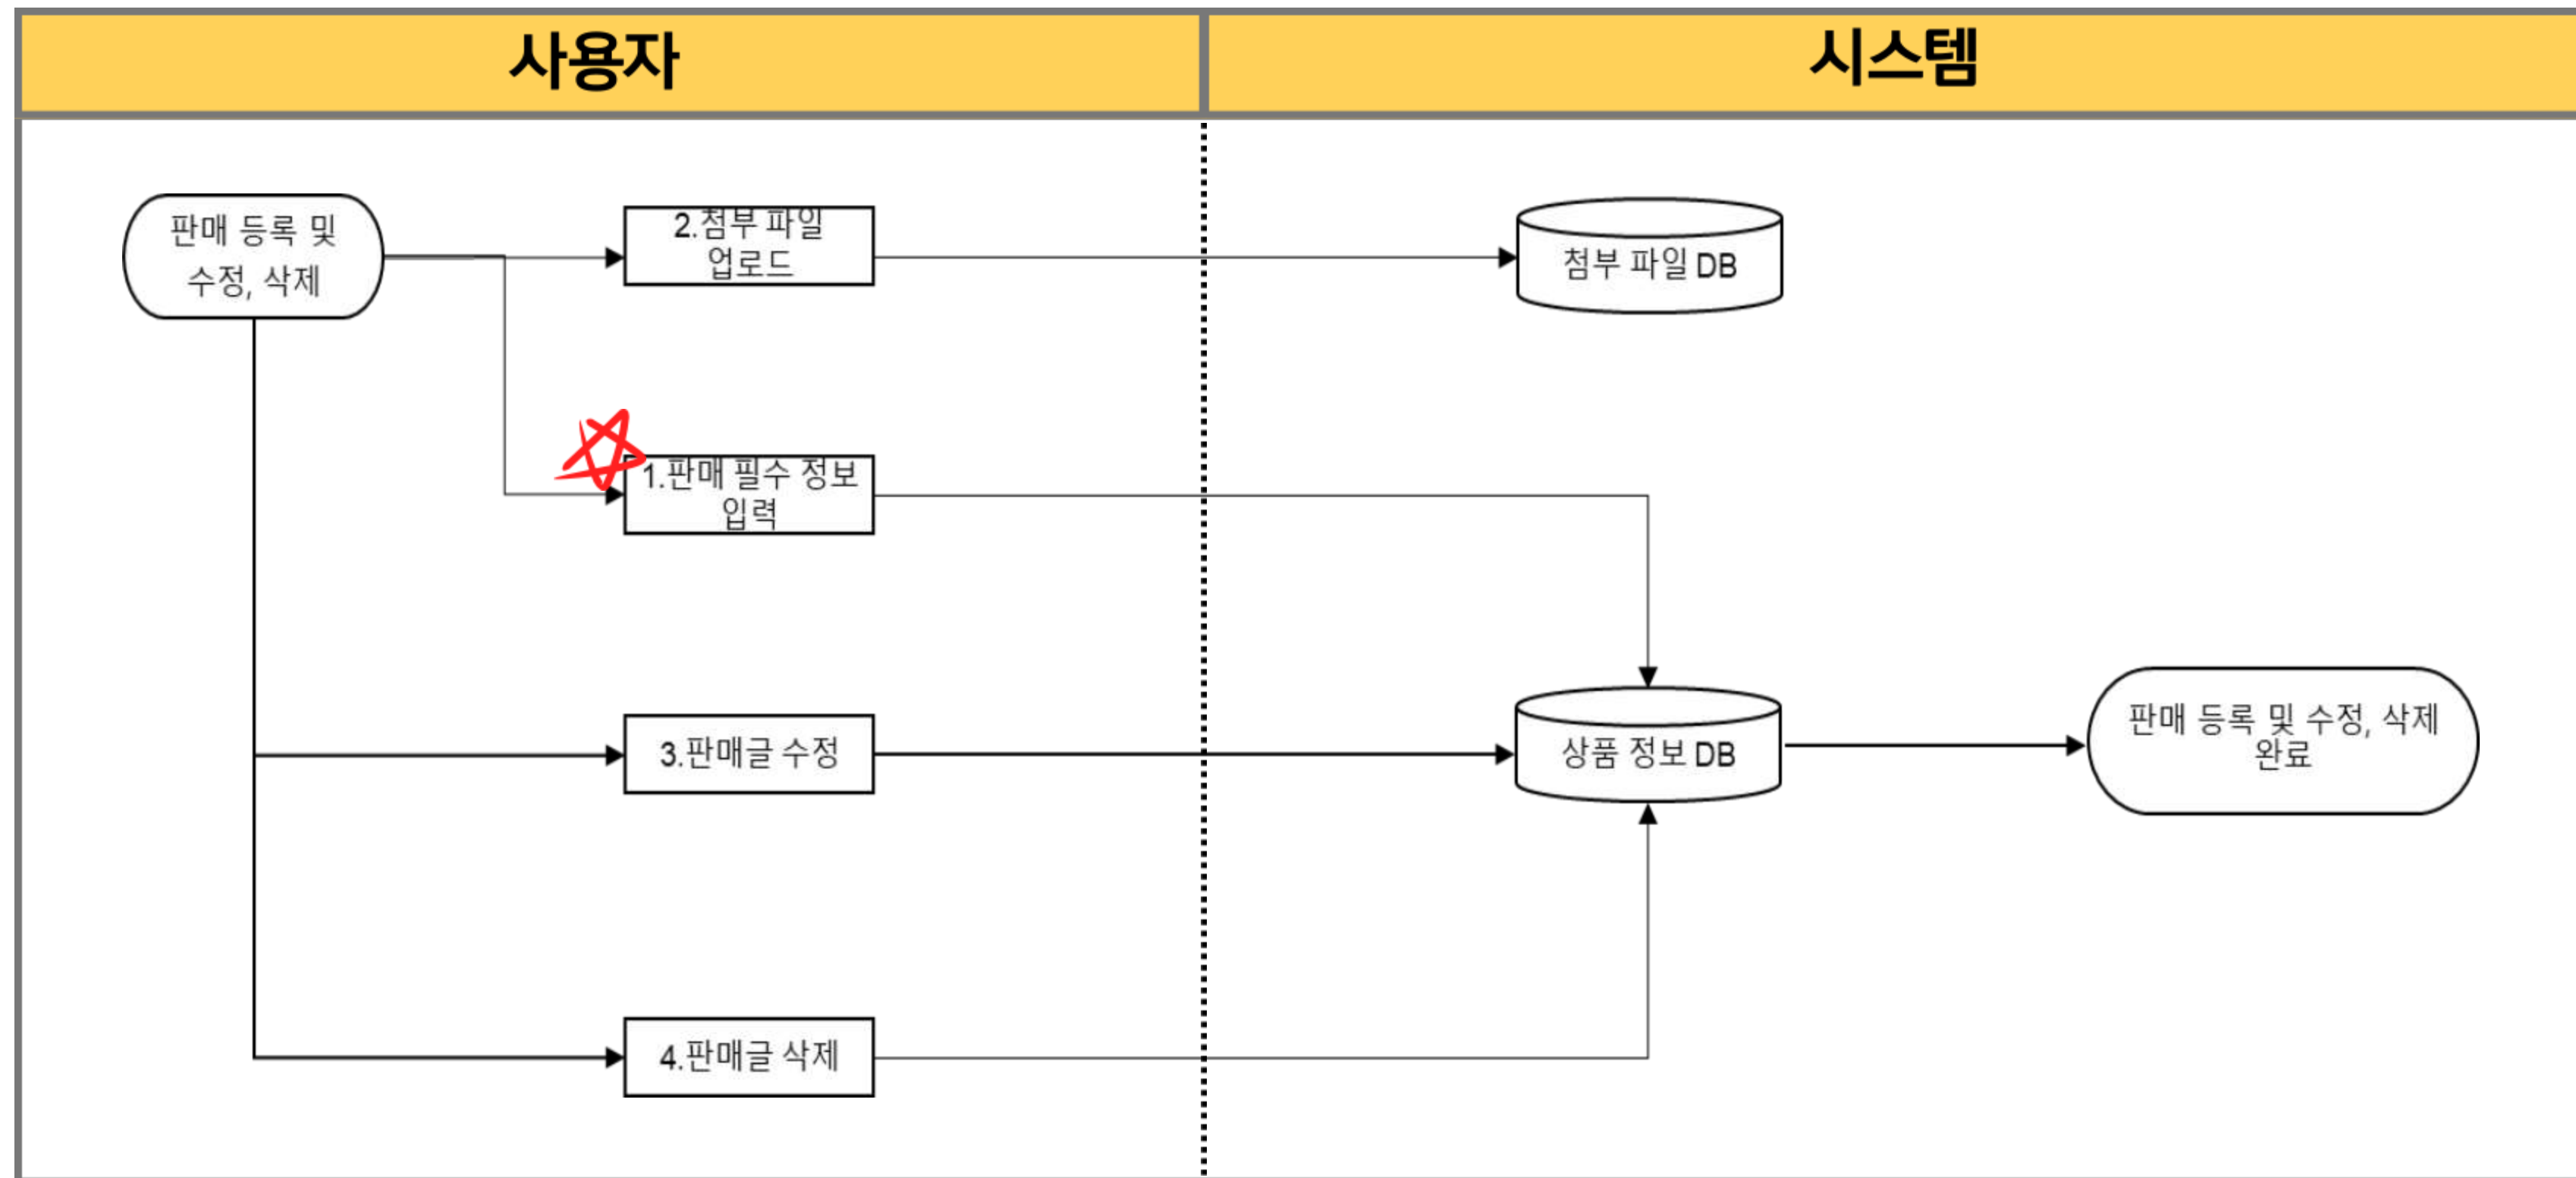 사용자
시스템
판매 등록 및
수정, 삭제
2.첨부 파일
업로드
첨부 파일 DB
1.판매 필수 정보
입력
3.판매글 수정
상품 정보 DB
판매 등록 및 수정, 삭제
완료
4.판매글 삭제